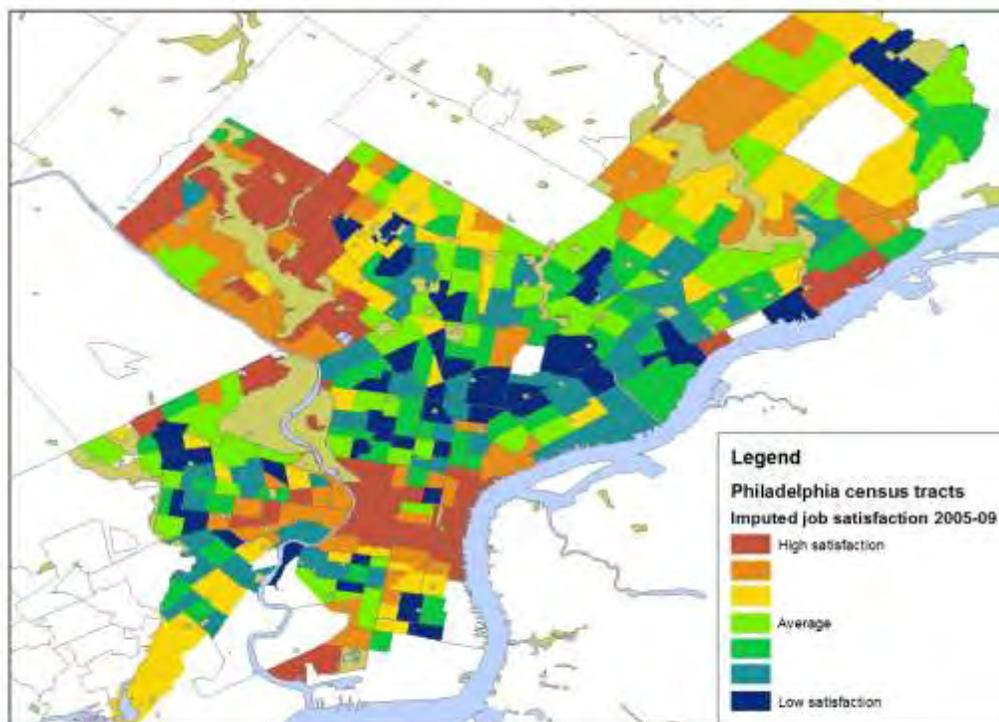 Legend
Philadelphia census tracts
Imputed job satisfaction 2005-09
High satisfaction
Average
Low satisfaction